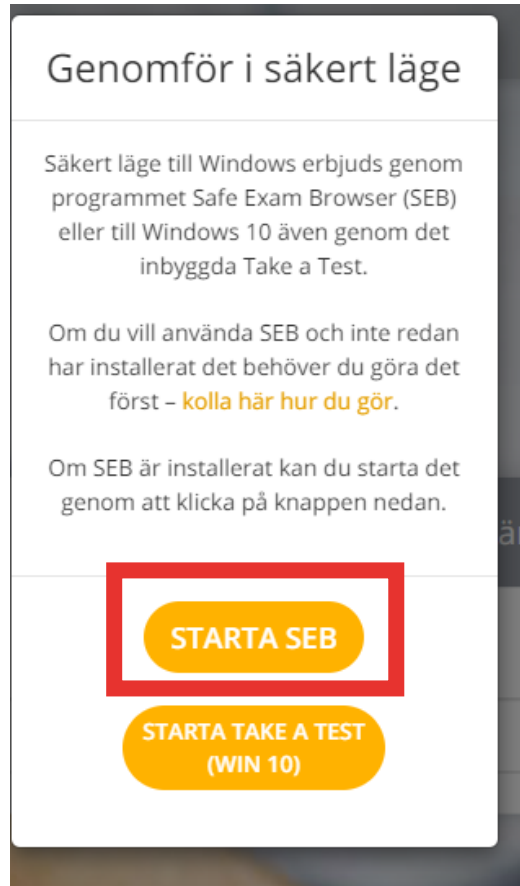 Genomför i säkert läge
Säkert läge till Windows erbjuds genom
programmet Safe Exam Browser (SEB)
eller till Windows 10 även genom det
inbyggda Take a Test.
Om du vill använda SEB och inte redan
har installerat det behöver du göra det
först – kolla här hur du gör.
Om SEB är installerat kan du starta det
genom att klicka på knappen nedan.
STARTA SEB
STARTA TAKE A TEST
(WIN 10)